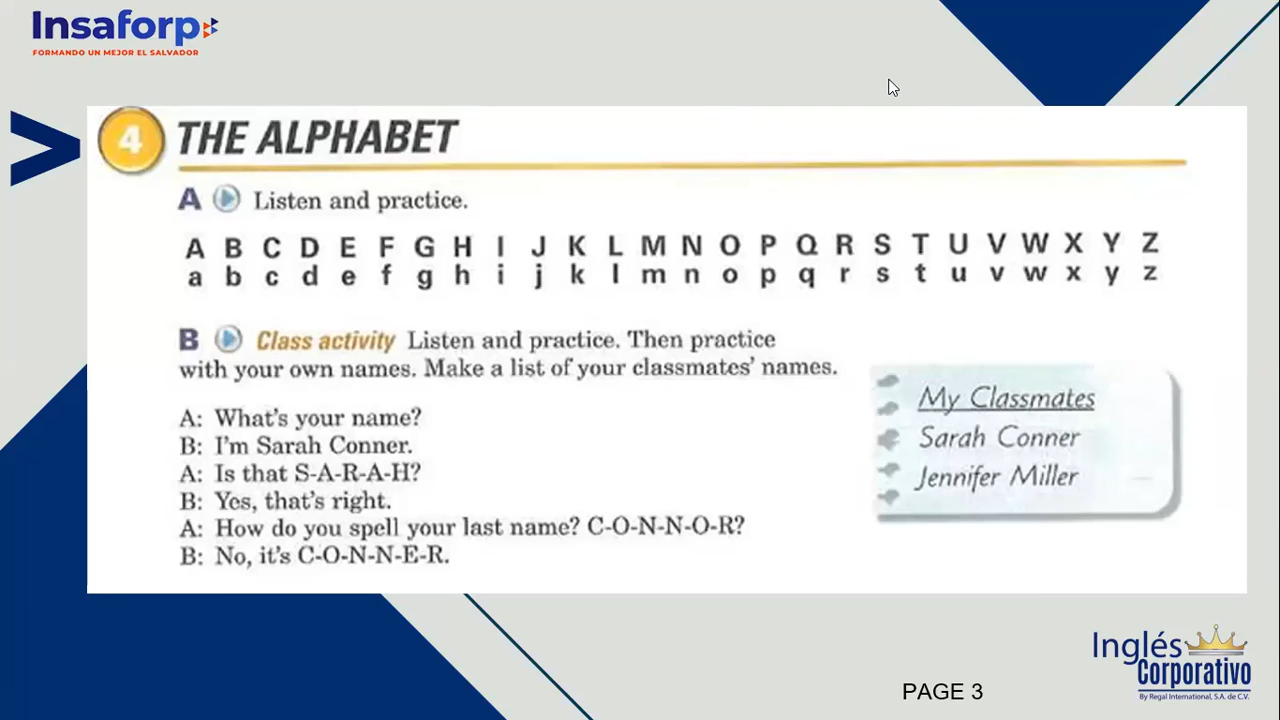 Insaforp
FORMANDO UN MEJOR EL SALVADOR
>
4 THE ALPHABET
A Listen and practice.
A B C D E F G H I J K L M N O P Q R S T U V W X Y Z
a b c d e f g h i j k l m n o p q r s t u v w x y z
B Class activity Listen and practice. Then practice
with your own names. Make a list of your classmates' names.
A: What's your name?
B: I'm Sarah Conner.
A: Is that S-A-R-A-H?
B: Yes, that's right.
A: How do you spell your last name? C-O-N-N-O-R?
B: No, it's C-O-N-N-E-R.
My Classmates
Sarah Conner
Jennifer Miller
Inglés
Corporativo
By Regal International, S.A. de C.V.
PAGE 3